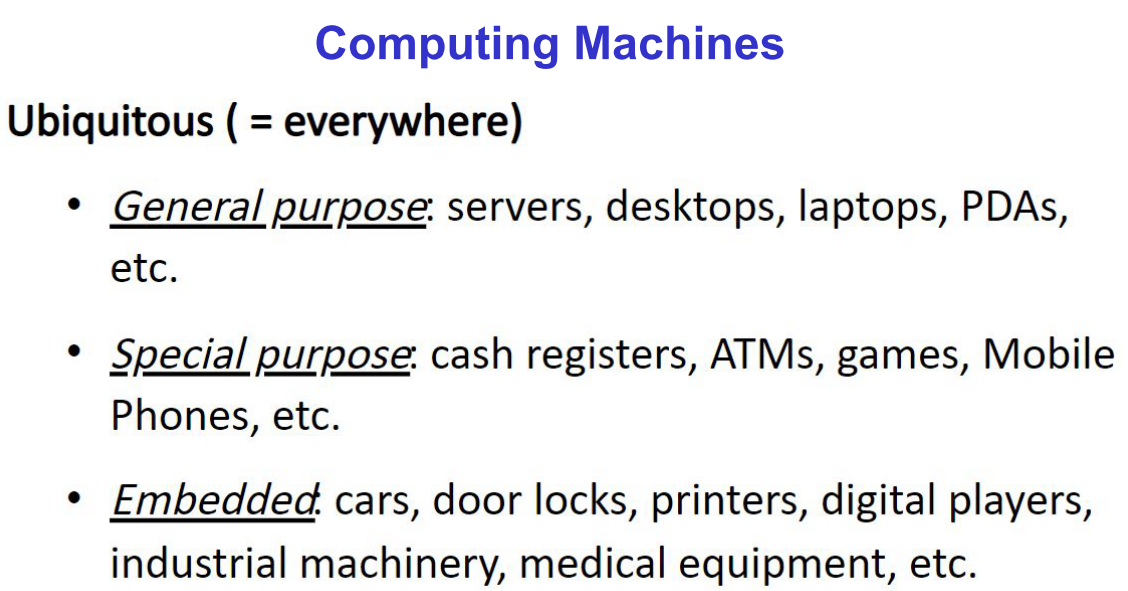 Computing Machines
Ubiquitous ( = everywhere)
• General purpose: servers, desktops, laptops, PDAs,
etc.
• Special purpose: cash registers, ATMs, games, Mobile
Phones, etc.
• Embedded: cars, door locks, printers, digital players,
industrial machinery, medical equipment, etc.